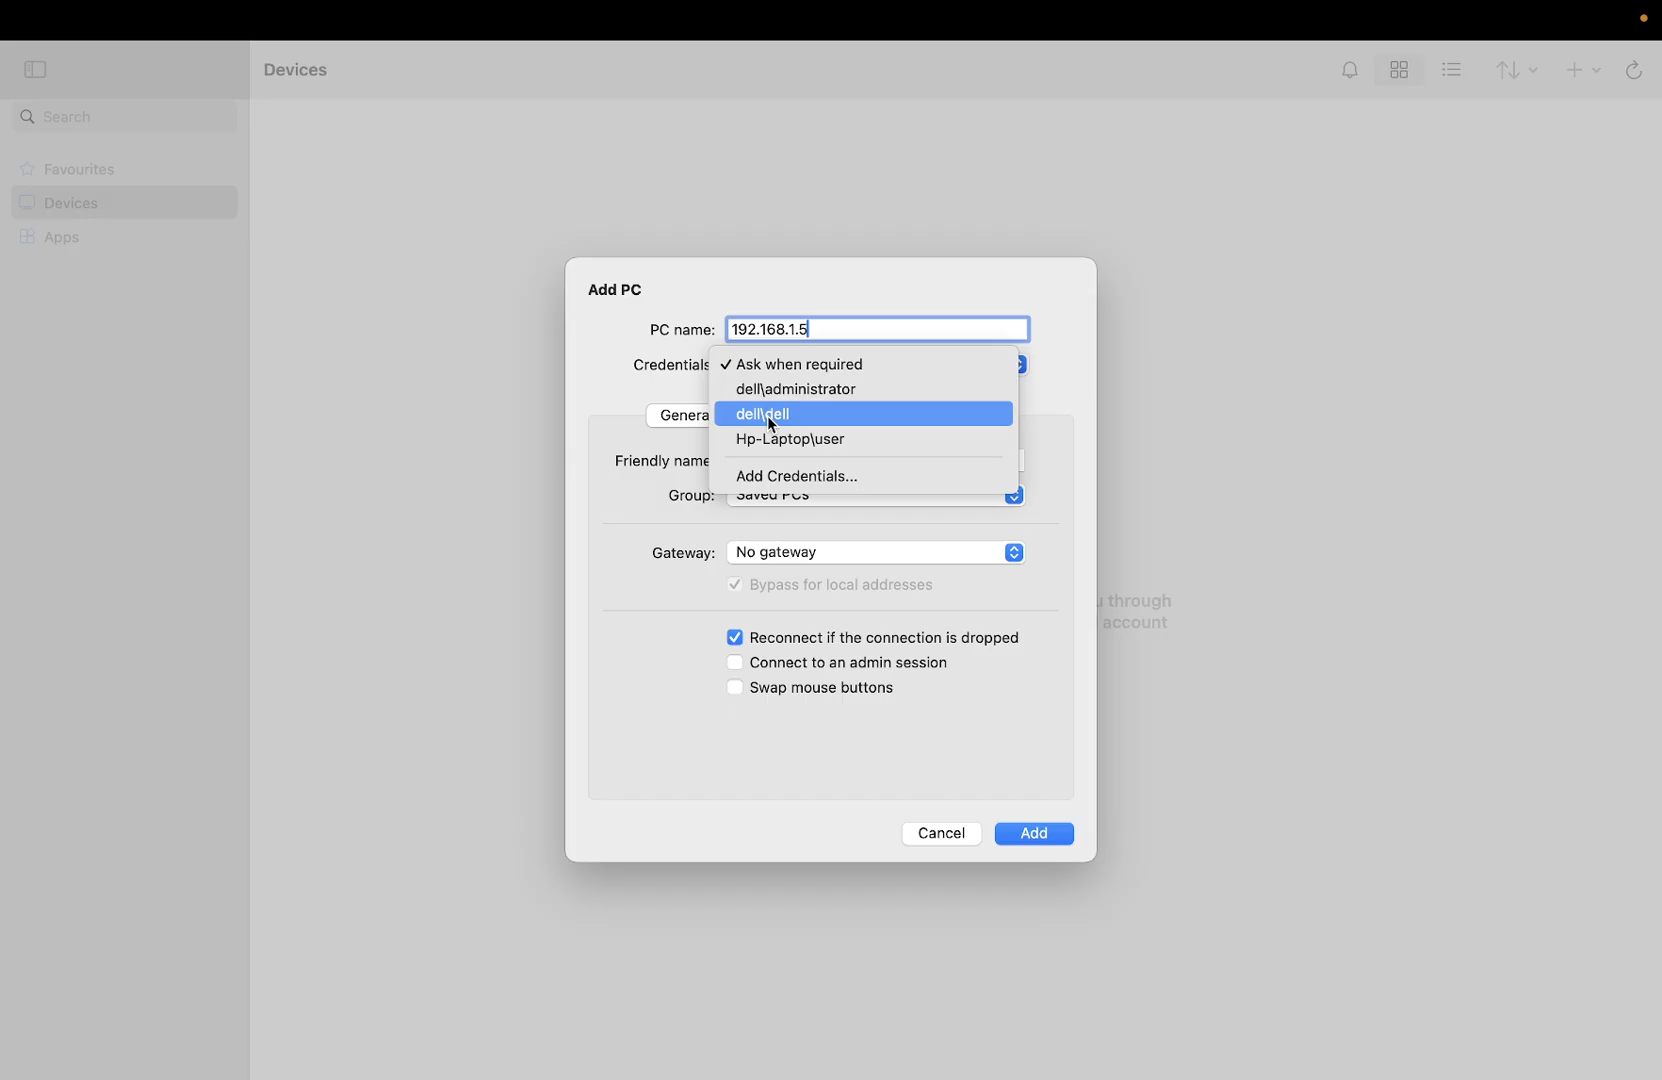 Devices
Search
Favourites
Devices
Apps
Add PC
PC name: 192.168.1.5
Credentials
✓ Ask when required
dell\administrator
Genera
dell\dell
Hp-Laptop\user
Friendly name
Add Credentials...
Group: Saved PCs
Gateway: No gateway
Bypass for local addresses
u through
account
Reconnect if the connection is dropped
Connect to an admin session
Swap mouse buttons
Cancel Add